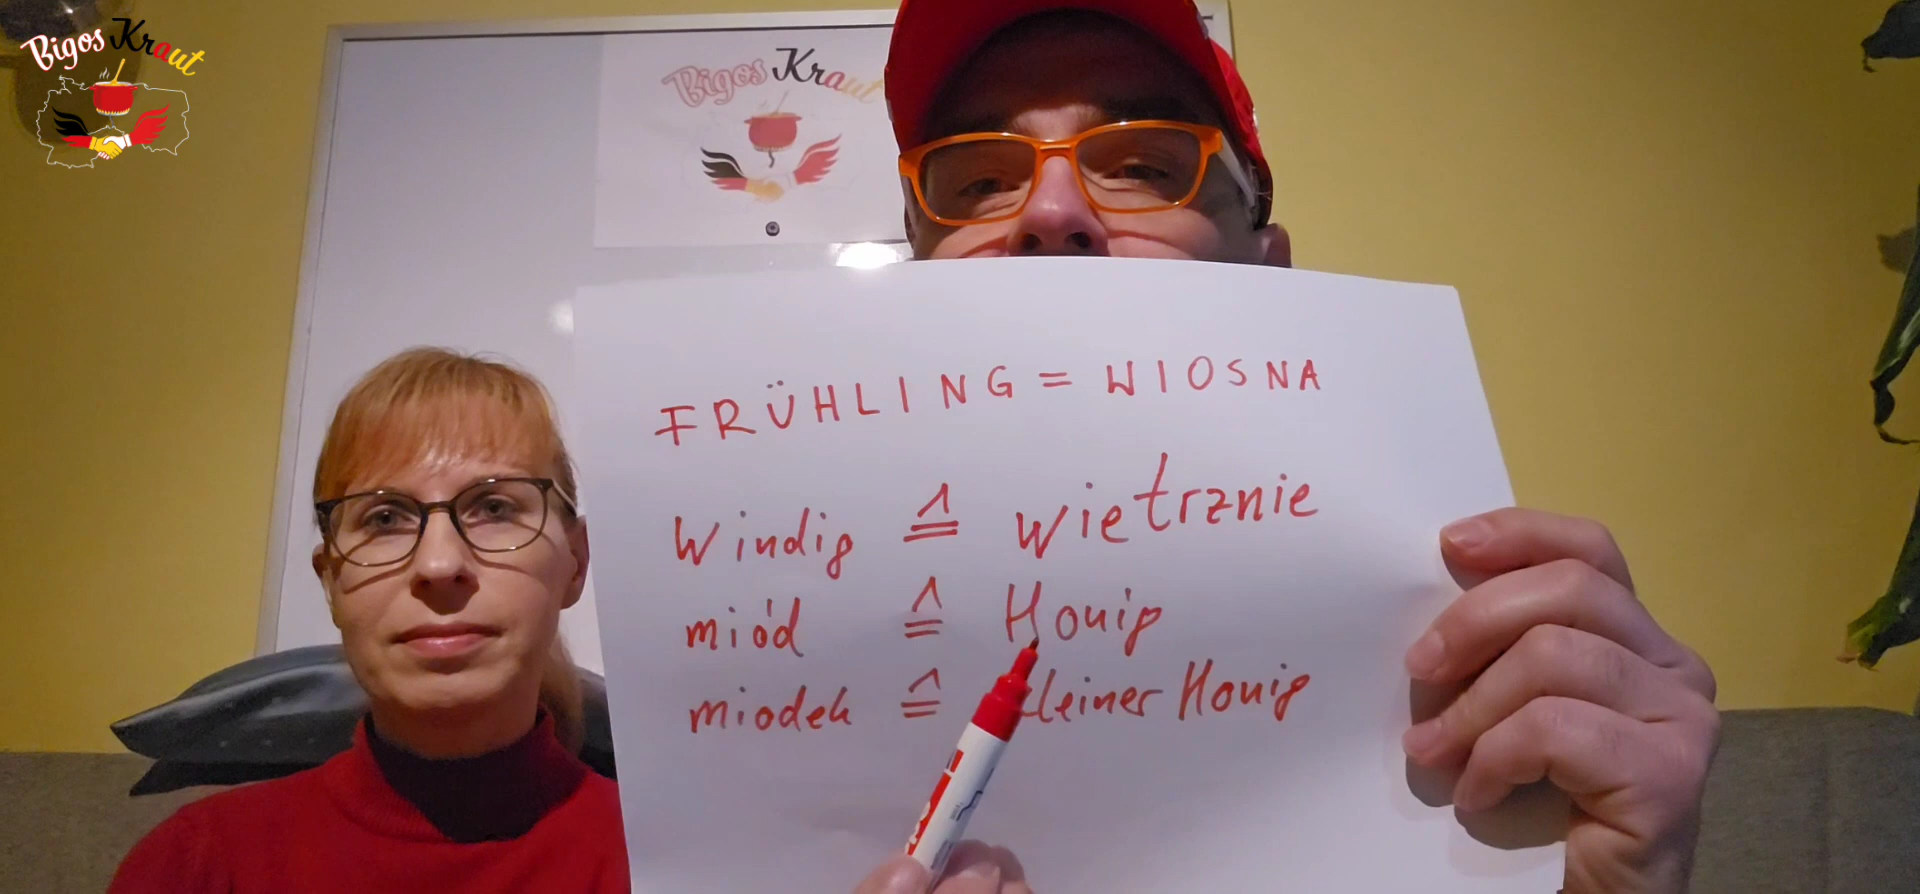 Bigos Kraut
Bigos Kraut
FRÜHLING = WIOSNA
Windig ≙ wietrznie
miód ≙ Honig
miodek ≙ kleiner Honig